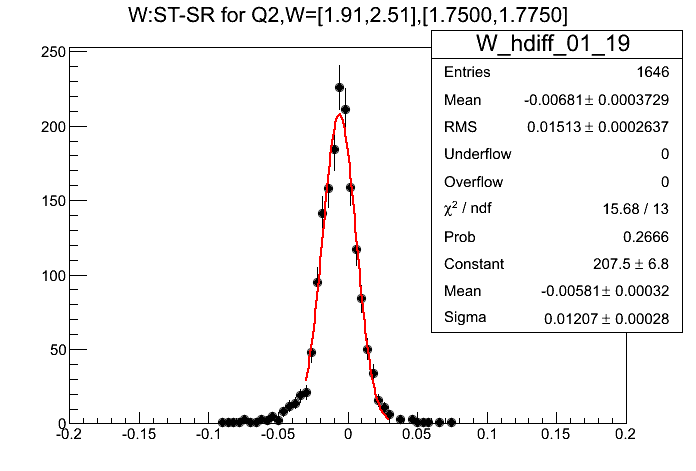 W:ST-SR for Q2,W=[1.91,2.51],[1.7500,1.7750]
W_hdiff_01_19
Entries 1646
Mean -0.00681± 0.0003729
RMS 0.01513± 0.0002637
Underflow 0
Overflow 0
χ² / ndf 15.68 / 13
Prob 0.2666
Constant 207.5 ± 6.8
Mean -0.00581± 0.00032
Sigma 0.01207± 0.00028
250
200
150
100
50
0
-0.2 -0.15 -0.1 -0.05 0 0.05 0.1 0.15 0.2